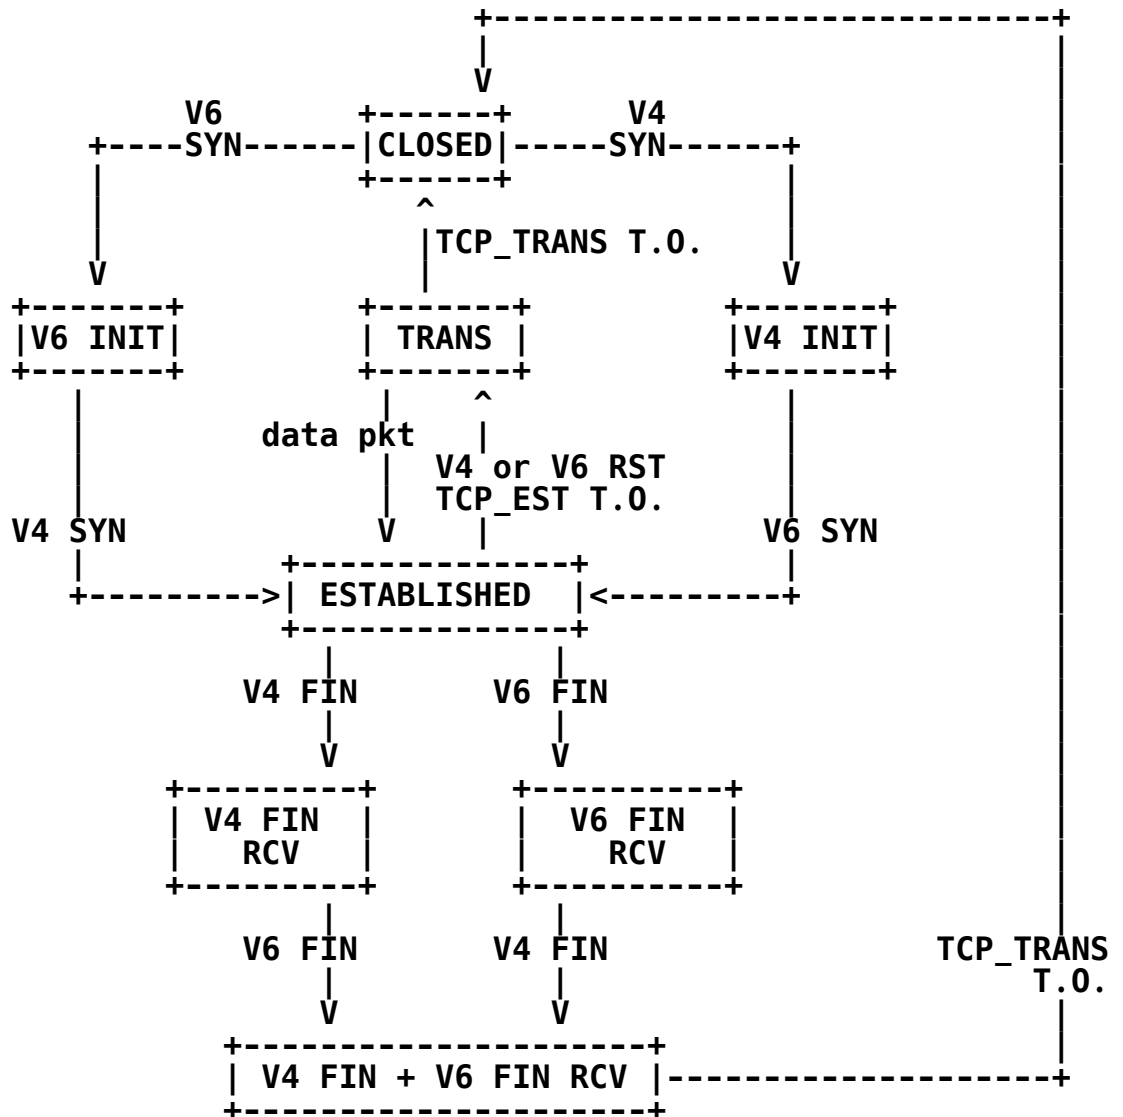 V6 V4
SYN CLOSED SYN
TCP_TRANS T.O.
V6 INIT TRANS V4 INIT
data pkt
V4 or V6 RST
TCP_EST T.O.
V4 SYN V6 SYN
ESTABLISHED
V4 FIN V6 FIN
V4 FIN V6 FIN
RCV RCV
V6 FIN V4 FIN TCP_TRANS
T.O.
V4 FIN + V6 FIN RCV